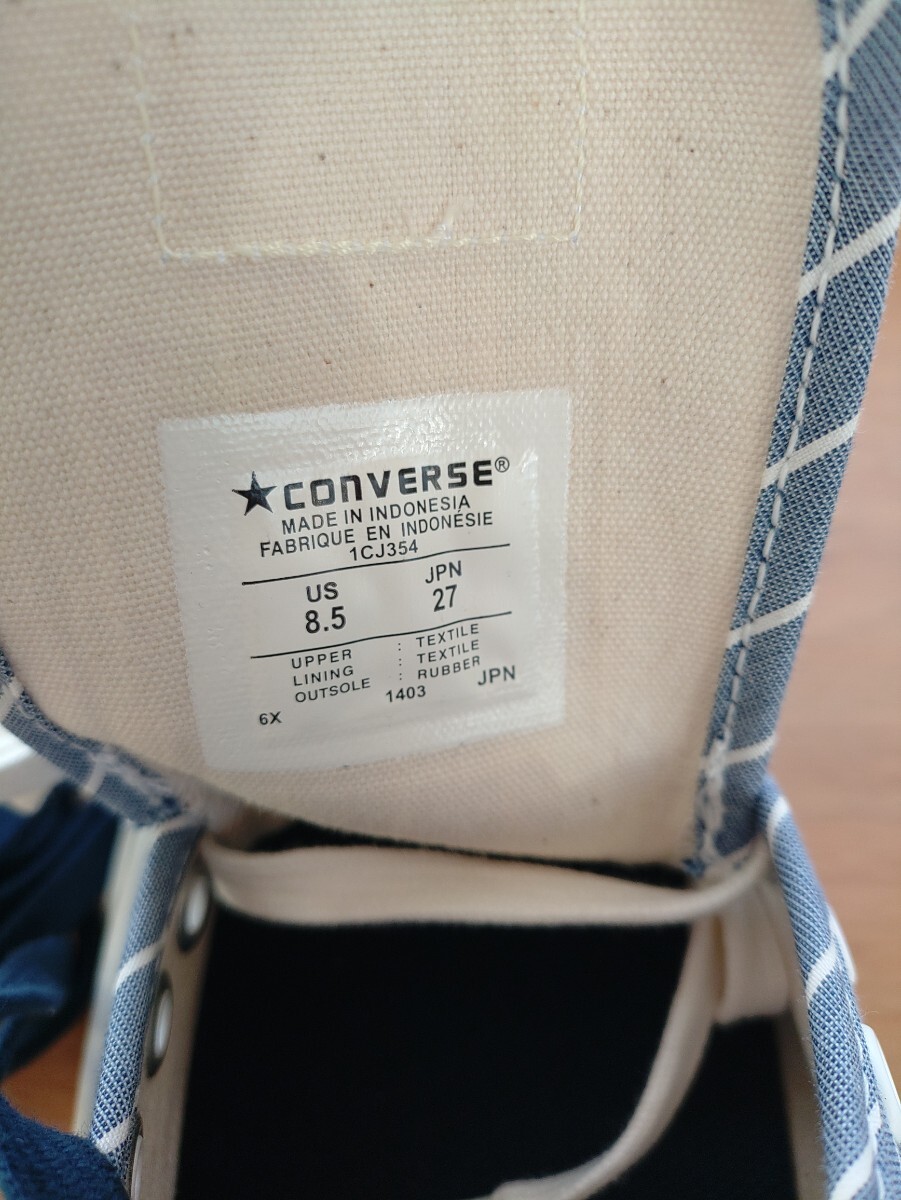 ★CONVERSE®
MADE IN INDONESIA
FABRIQUE EN INDONÉSIE
1CJ354
US JPN
8.5 27
UPPER : TEXTILE
LINING : TEXTILE
OUTSOLE : RUBBER
6X 1403 JPN